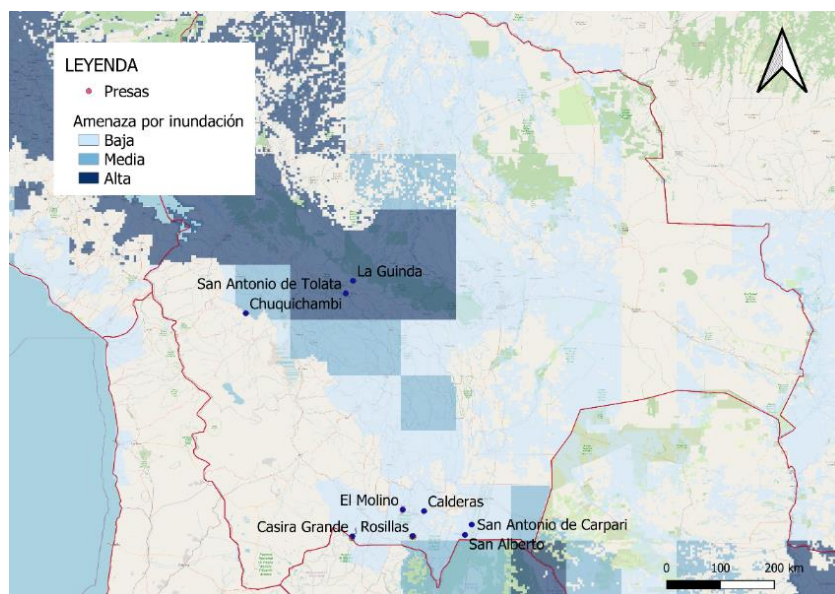 LEYENDA
Presas
Amenaza por inundación
Baja
Media
Alta
La Guinda
San Antonio de Tolata
Chuquichambi
El Molino
Calderas
Casira Grande
Rosillas
San Antonio de Carpari
San Alberto
0 100 200 km